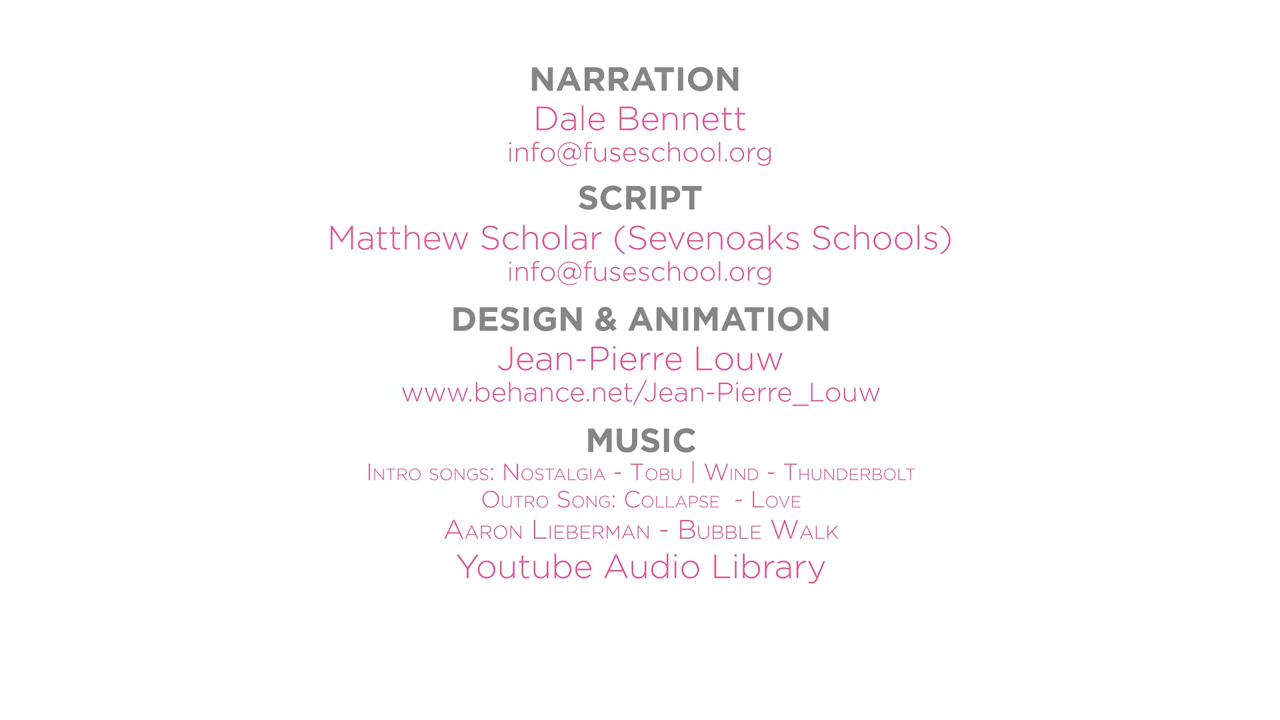 NARRATION
Dale Bennett
info@fuseschool.org
SCRIPT
Matthew Scholar (Sevenoaks Schools)
info@fuseschool.org
DESIGN & ANIMATION
Jean-Pierre Louw
www.behance.net/Jean-Pierre_Louw
MUSIC
Intro songs: Nostalgia - Tobu | Wind - Thunderbolt
Outro Song: Collapse - Love
Aaron Lieberman - Bubble Walk
Youtube Audio Library